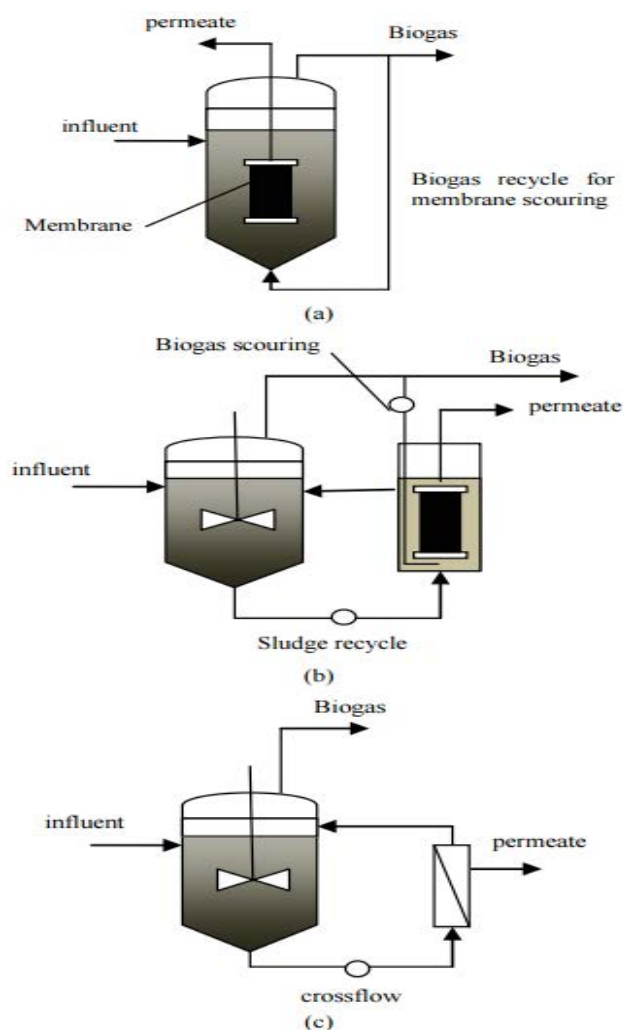 permeate
Biogas
influent
Biogas recycle for
membrane scouring
Membrane
(a)
Biogas scouring
Biogas
permeate
influent
Sludge recycle
(b)
Biogas
influent
permeate
crossflow
(c)